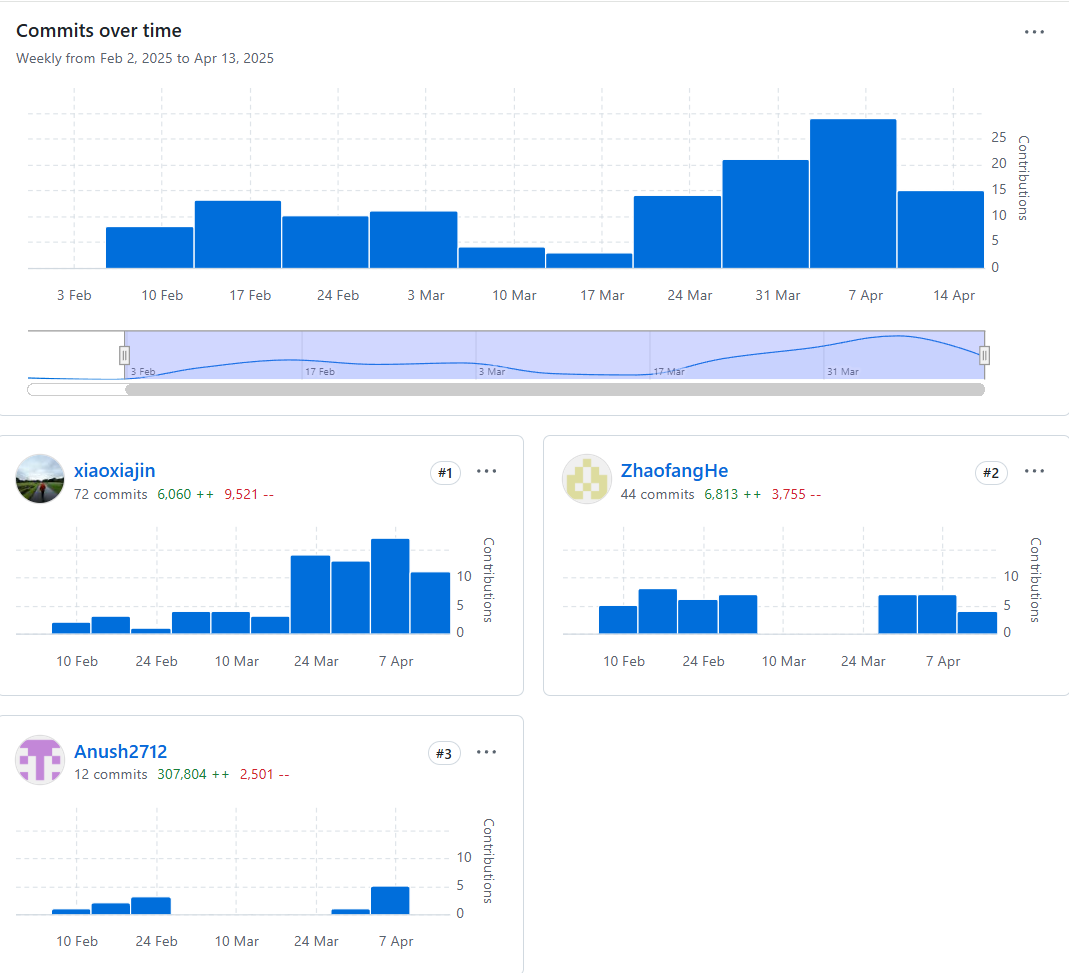 Commits over time
Weekly from Feb 2, 2025 to Apr 13, 2025
25
20
15
10
5
0
Contributions
3 Feb 10 Feb 17 Feb 24 Feb 3 Mar 10 Mar 17 Mar 24 Mar 31 Mar 7 Apr 14 Apr
3 Feb 17 Feb 3 Mar 17 Mar 31 Mar
xiaoxiajin #1
72 commits 6,060 ++ 9,521 --
10
5
0
Contributions
10 Feb 24 Feb 10 Mar 24 Mar 7 Apr
ZhaofangHe #2
44 commits 6,813 ++ 3,755 --
10
5
0
Contributions
10 Feb 24 Feb 10 Mar 24 Mar 7 Apr
Anush2712 #3
12 commits 307,804 ++ 2,501 --
10
5
0
Contributions
10 Feb 24 Feb 10 Mar 24 Mar 7 Apr